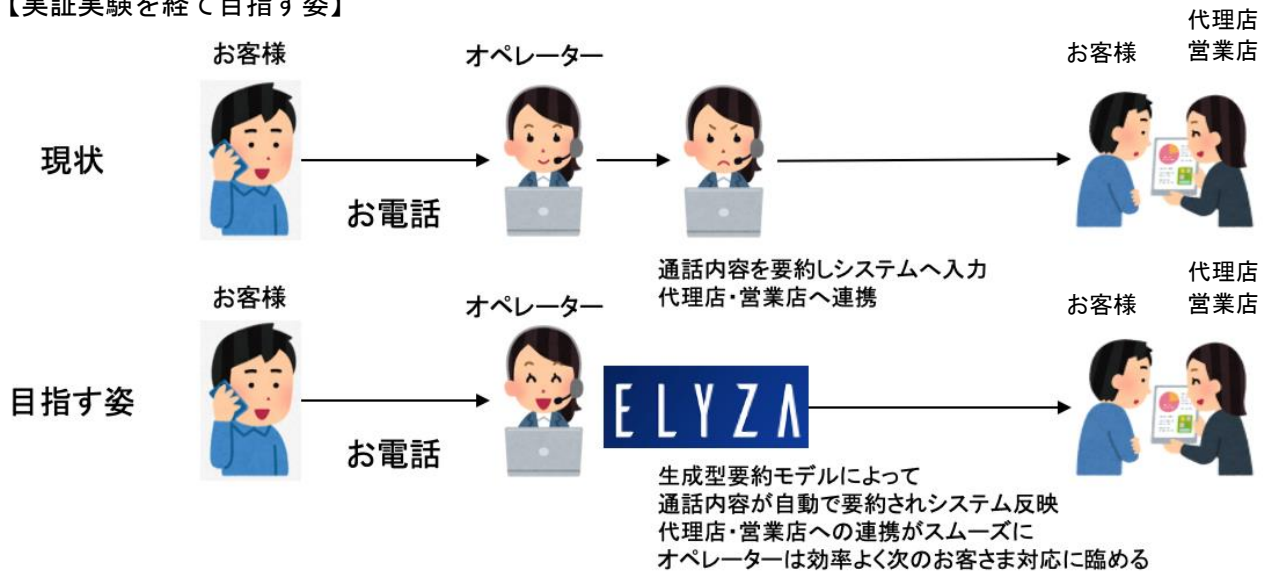 【実証実験を経て目指す姿】
お客様
オペレーター
お客様
代理店
営業店
現状
お電話
通話内容を要約しシステムへ入力
代理店・営業店へ連携
お客様
オペレーター
お客様
代理店
営業店
目指す姿
お電話
ELYZA
生成型要約モデルによって
通話内容が自動で要約されシステム反映
代理店・営業店への連携がスムーズに
オペレーターは効率よく次のお客さま対応に臨める